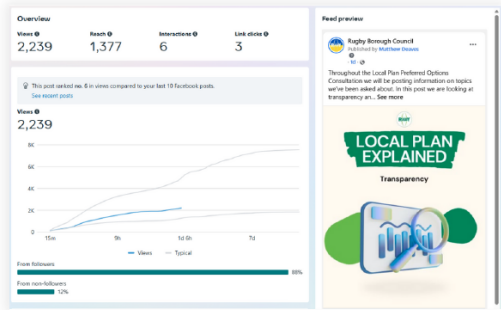 Overview
Views
2,239
Reach
1,377
Interactions
6
Link clicks
3
This post ranked no. 8 in views compared to your last 10 Facebook posts.
See recent posts
Views
2,239
8K
6K
4K
2K
0
15m
9h
1d 6h
7d
Views
Typical
From followers
88%
From non-followers
12%
Feed preview
Rugby Borough Council
Published by Matthew Deaves
1d
Throughout the Local Plan Preferred Options
Consultation we will be posting information on topics
we've been asked about. In this post we are looking at
transparency an... See more
LOCAL PLAN
EXPLAINED
Transparency